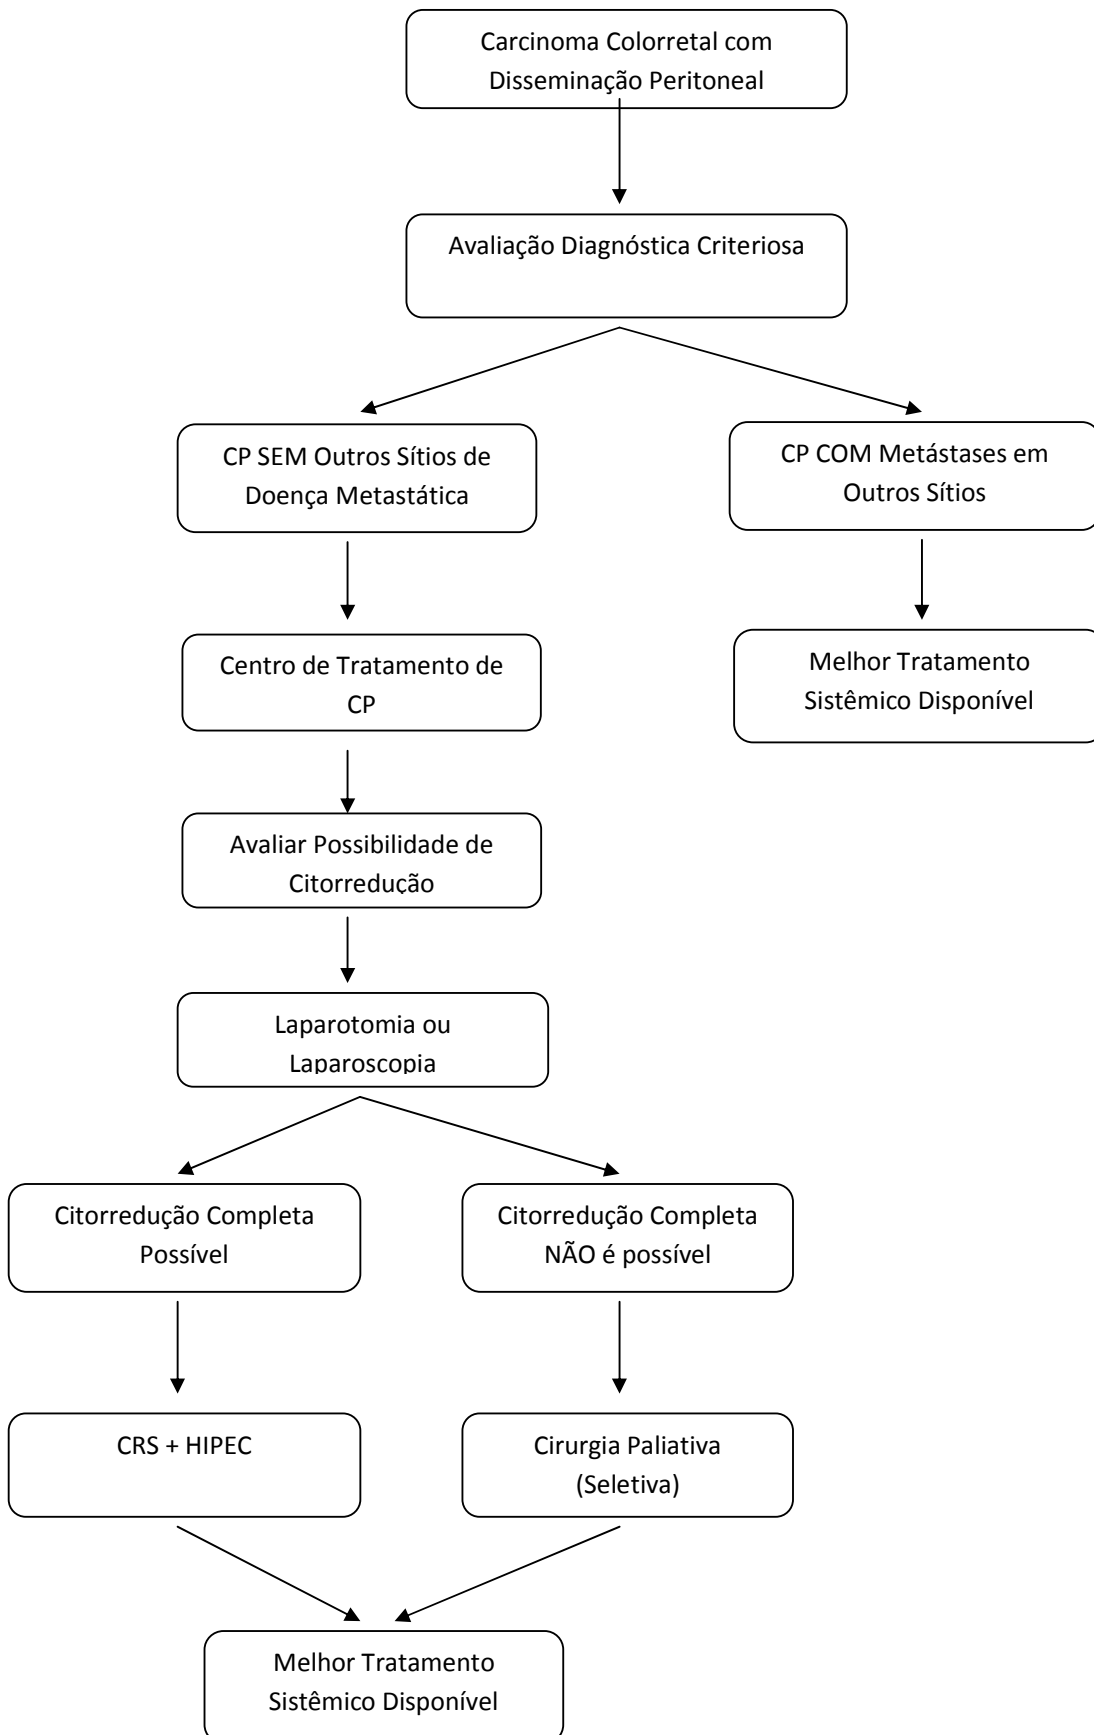 Carcinoma Colorretal com
Disseminação Peritoneal
Avaliação Diagnóstica Criteriosa
CP SEM Outros Sítios de
Doença Metastática
CP COM Metástases em
Outros Sítios
Centro de Tratamento de
CP
Melhor Tratamento
Sistêmico Disponível
Avaliar Possibilidade de
Citorredução
Laparotomia ou
Laparoscopia
Citorredução Completa
Possível
Citorredução Completa
NÃO é possível
CRS + HIPEC
Cirurgia Paliativa
(Seletiva)
Melhor Tratamento
Sistêmico Disponível